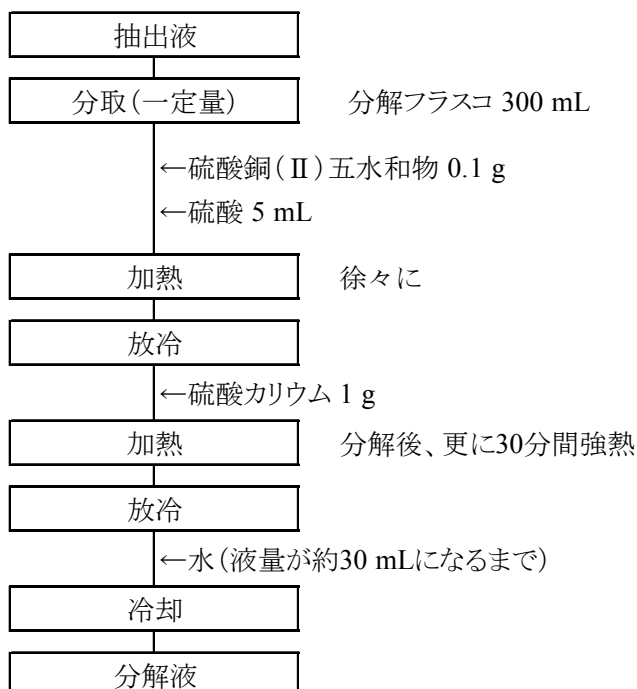 抽出液
分取(一定量) 分解フラスコ 300 mL
←硫酸銅(Ⅱ)五水和物 0.1 g
←硫酸 5 mL
加熱 徐々に
放冷
←硫酸カリウム 1 g
加熱 分解後、更に30分間強熱
放冷
←水(液量が約30 mLになるまで)
冷却
分解液